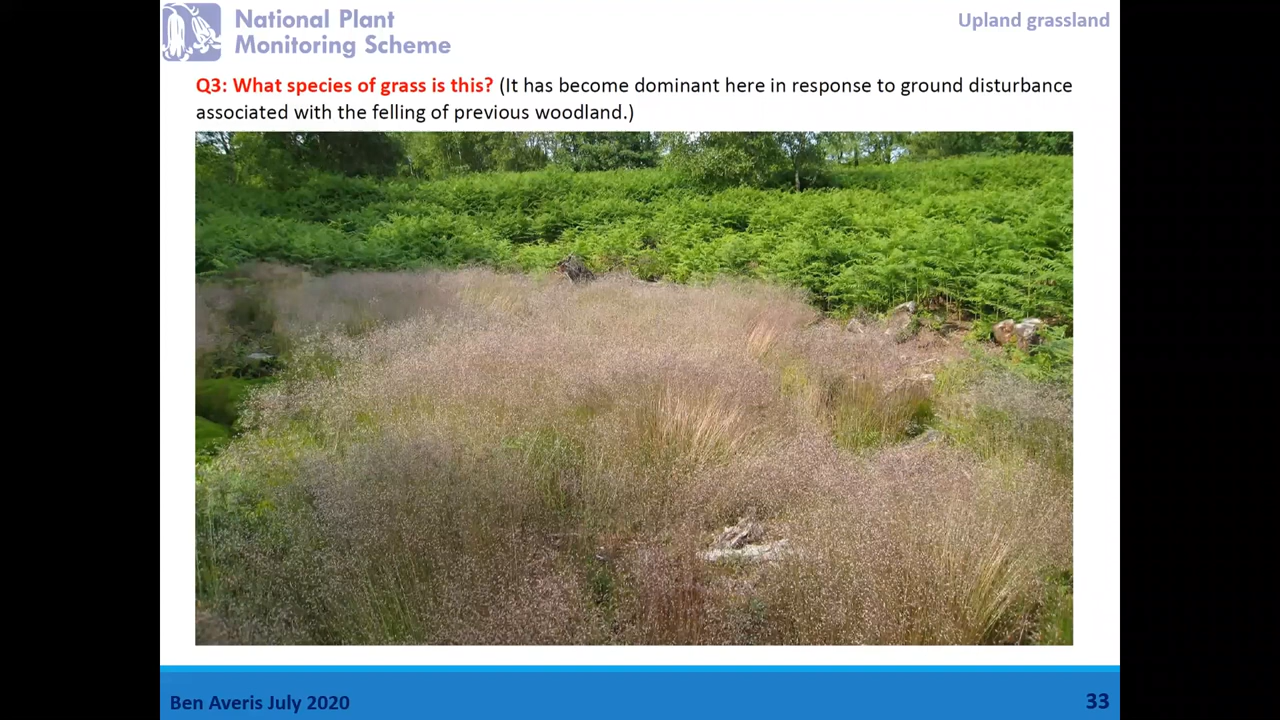 National Plant
Monitoring Scheme
Upland grassland
Q3: What species of grass is this? (It has become dominant here in response to ground disturbance
associated with the felling of previous woodland.)
Ben Averis July 2020
33